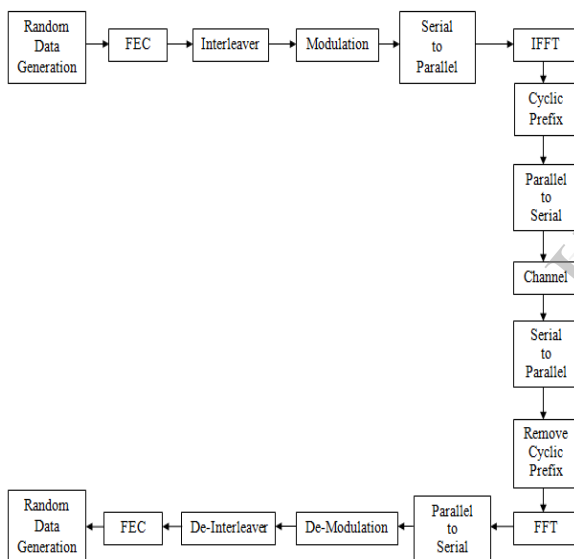 Random
Data
Generation
FEC
Interleaver
Modulation
Serial
to
Parallel
IFFT
Cyclic
Prefix
Parallel
to
Serial
Channel
Serial
to
Parallel
Remove
Cyclic
Prefix
FFT
Parallel
to
Serial
De-Modulation
De-Interleaver
FEC
Random
Data
Generation